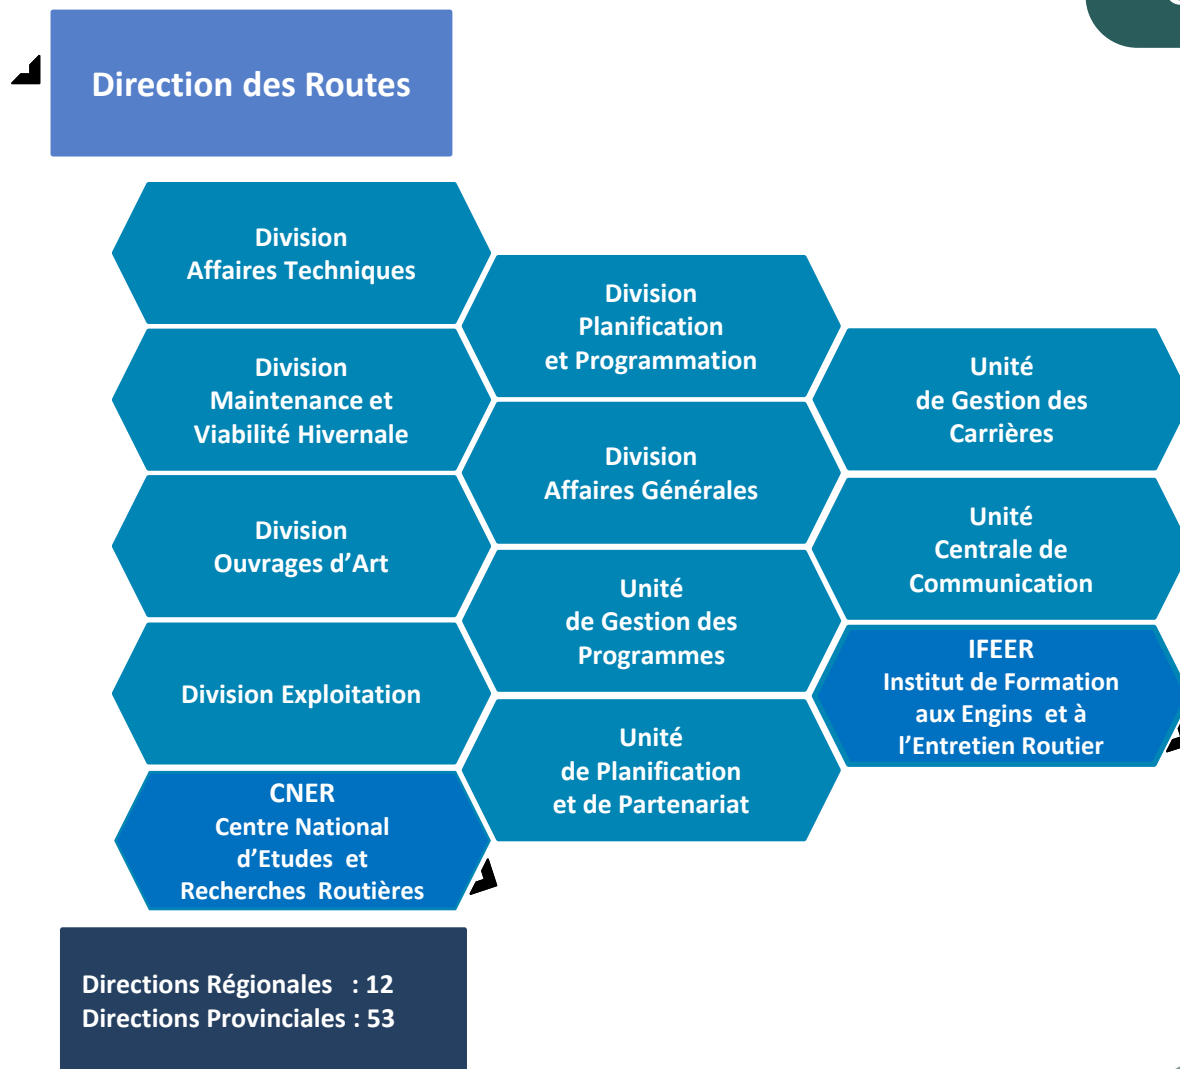 Direction des Routes
Division
Affaires Techniques
Division
Maintenance et
Viabilité Hivernale
Division
Ouvrages d’Art
Division Exploitation
CNER
Centre National
d’Etudes et
Recherches Routières
Division
Planification
et Programmation
Division
Affaires Générales
Unité
de Gestion des
Programmes
Unité
de Planification
et de Partenariat
Unité
de Gestion des
Carrières
Unité
Centrale de
Communication
IFEER
Institut de Formation
aux Engins et à
l’Entretien Routier
Directions Régionales : 12
Directions Provinciales : 53